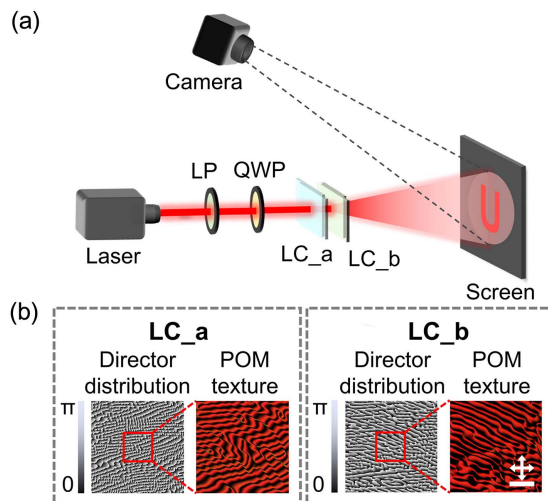 (a)
Camera
LP
QWP
Laser
LC_a
LC_b
U
Screen
(b)
LC_a
Director distribution
POM texture
π
0
LC_b
Director distribution
POM texture
π
0